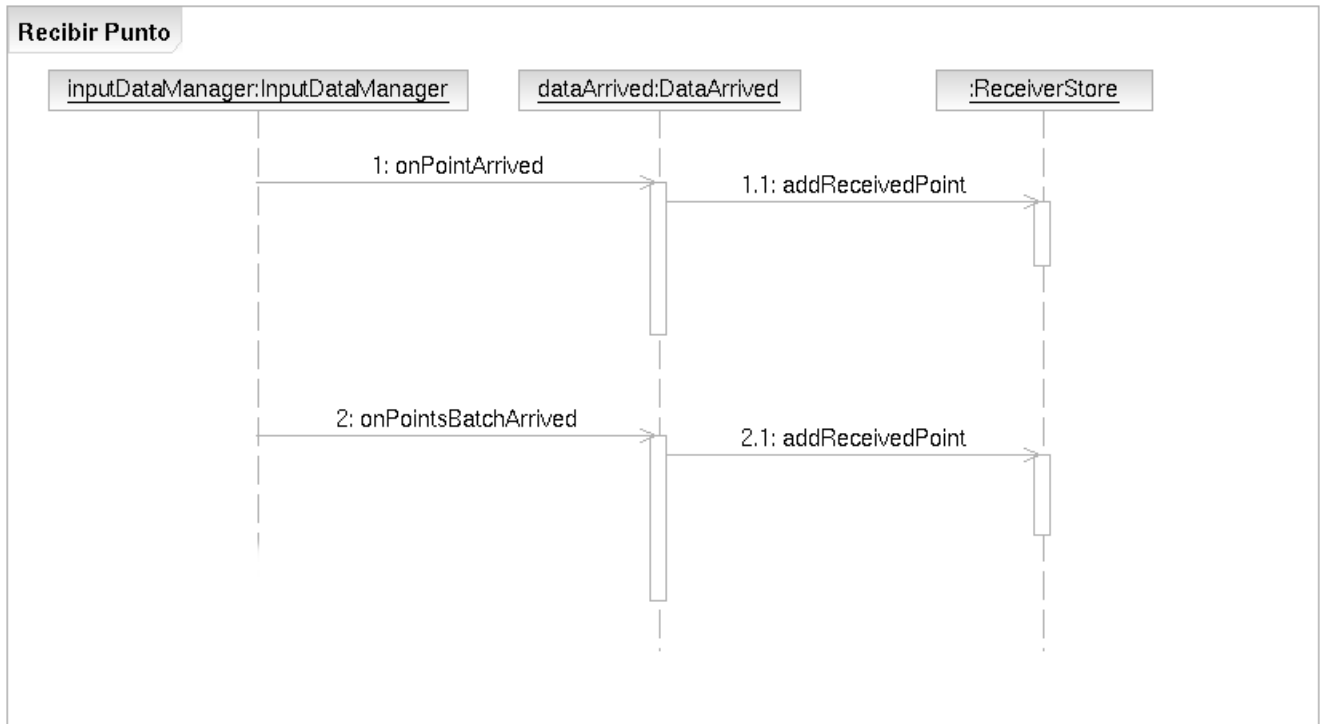 Recibir Punto
inputDataManager:InputDataManager
dataArrived:DataArrived
:ReceiverStore
1: onPointArrived
1.1: addReceivedPoint
2: onPointsBatchArrived
2.1: addReceivedPoint